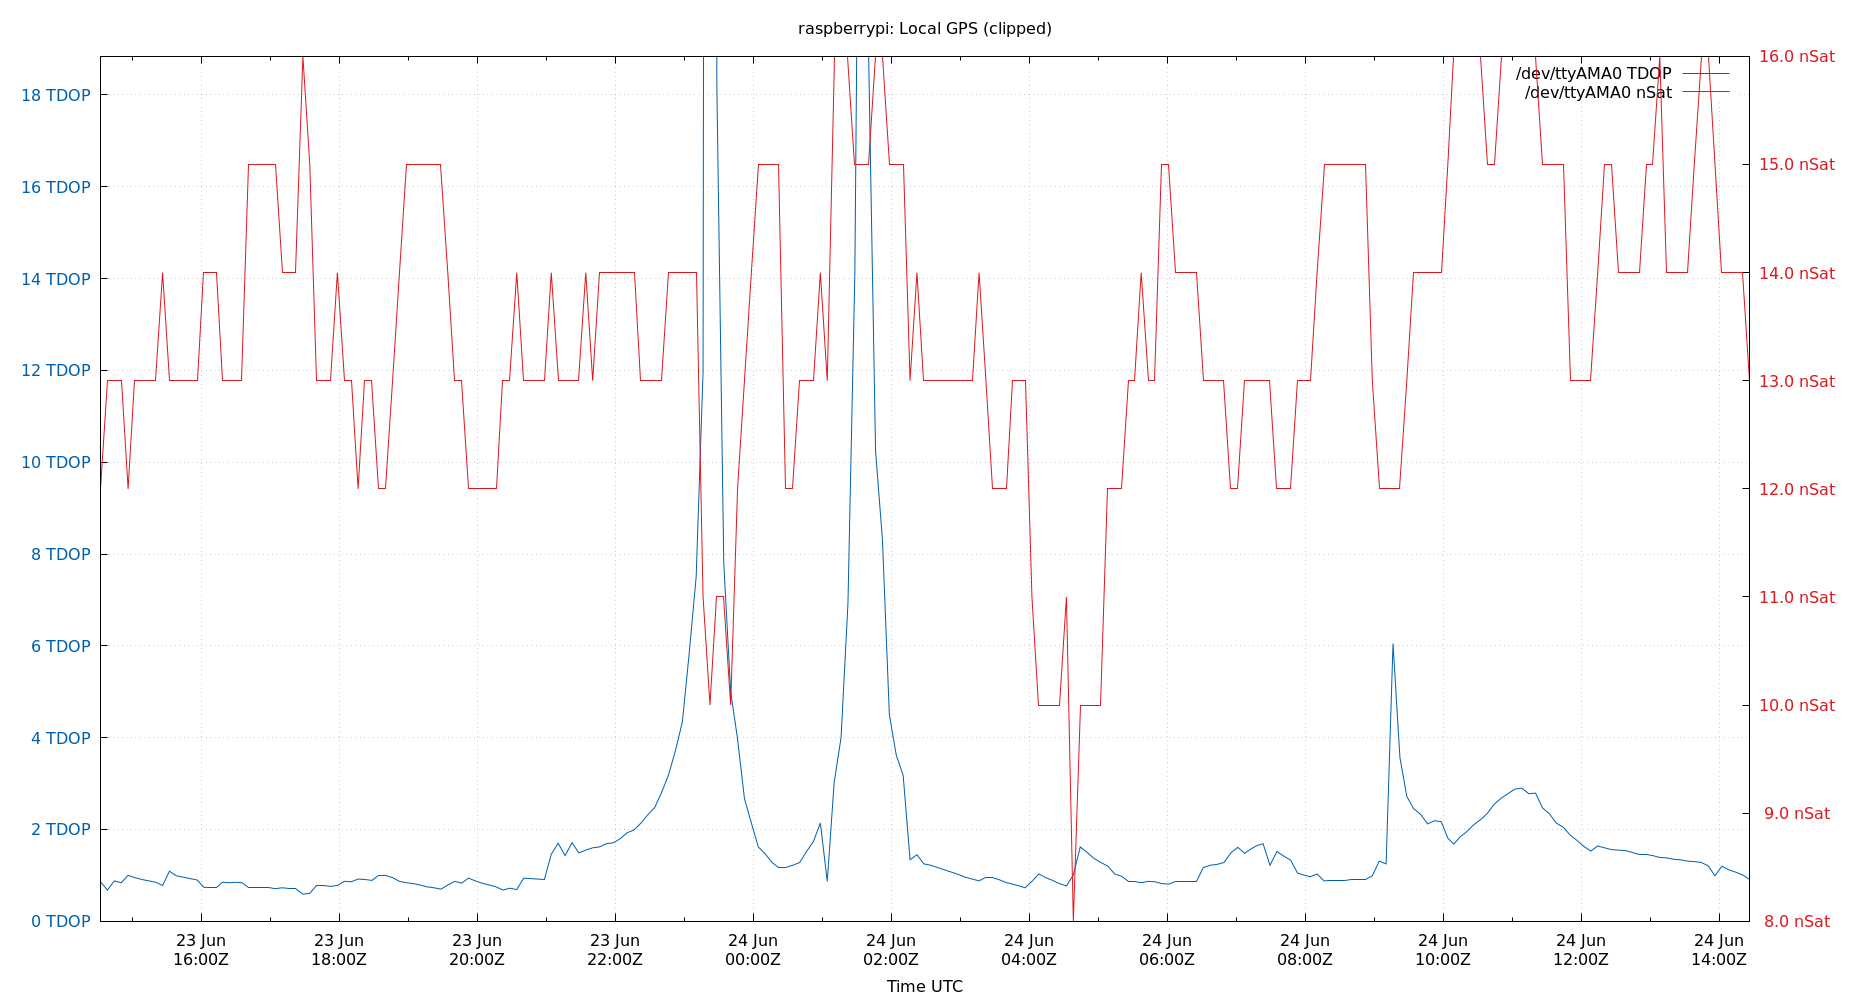 raspberrypi: Local GPS (clipped)
/dev/ttyAMA0 TDOP
/dev/ttyAMA0 nSat
18 TDOP
16 TDOP
14 TDOP
12 TDOP
10 TDOP
8 TDOP
6 TDOP
4 TDOP
2 TDOP
0 TDOP
16.0 nSat
15.0 nSat
14.0 nSat
13.0 nSat
12.0 nSat
11.0 nSat
10.0 nSat
9.0 nSat
8.0 nSat
23 Jun 23 Jun 23 Jun 23 Jun 24 Jun 24 Jun 24 Jun 24 Jun 24 Jun 24 Jun 24 Jun 24 Jun
16:00Z 18:00Z 20:00Z 22:00Z 00:00Z 02:00Z 04:00Z 06:00Z 08:00Z 10:00Z 12:00Z 14:00Z
Time UTC